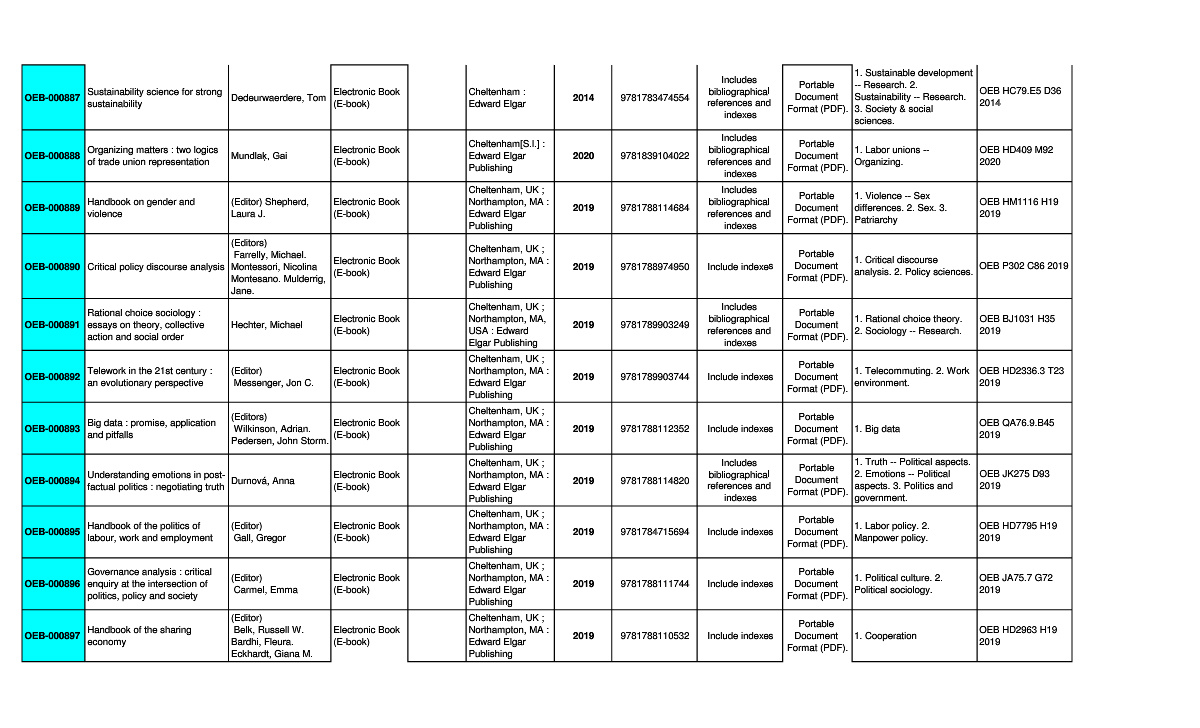 OEB-000887
Sustainability science for strong
sustainability
Dedeurwaerdere, Tom
Electronic Book
(E-book)
Cheltenham :
Edward Elgar
2014
9781783474554
Includes
bibliographical
references and
indexes
Portable
Document
Format (PDF).
1. Sustainable development
-- Research. 2.
Sustainability -- Research.
3. Society & social
sciences.
OEB HC79.E5 D36
2014
OEB-000888
Organizing matters : two logics
of trade union representation
Mundlak, Gai
Electronic Book
(E-book)
Cheltenham[S.l.] :
Edward Elgar
Publishing
2020
9781839104022
Includes
bibliographical
references and
indexes
Portable
Document
Format (PDF).
1. Labor unions --
Organizing.
OEB HD409 M92
2020
OEB-000889
Handbook on gender and
violence
(Editor) Shepherd,
Laura J.
Electronic Book
(E-book)
Cheltenham, UK ;
Northampton, MA :
Edward Elgar
Publishing
2019
9781788114684
Includes
bibliographical
references and
indexes
Portable
Document
Format (PDF).
1. Violence -- Sex
differences. 2. Sex. 3.
Patriarchy
OEB HM1116 H19
2019
OEB-000890
Critical policy discourse analysis
(Editors)
Farrelly, Michael.
Montessori, Nicolina
Montesano. Mulderrig,
Jane.
Electronic Book
(E-book)
Cheltenham, UK ;
Northampton, MA :
Edward Elgar
Publishing
2019
9781788974950
Include indexes
Portable
Document
Format (PDF).
1. Critical discourse
analysis. 2. Policy sciences.
OEB P302 C86 2019
OEB-000891
Rational choice sociology :
essays on theory, collective
action and social order
Hechter, Michael
Electronic Book
(E-book)
Cheltenham, UK ;
Northampton, MA,
USA : Edward
Elgar Publishing
2019
9781789903249
Includes
bibliographical
references and
indexes
Portable
Document
Format (PDF).
1. Rational choice theory.
2. Sociology -- Research.
OEB BJ1031 H35
2019
OEB-000892
Telework in the 21st century :
an evolutionary perspective
(Editor)
Messenger, Jon C.
Electronic Book
(E-book)
Cheltenham, UK ;
Northampton, MA :
Edward Elgar
Publishing
2019
9781789903744
Include indexes
Portable
Document
Format (PDF).
1. Telecommuting. 2. Work
environment.
OEB HD2336.3 T23
2019
OEB-000893
Big data : promise, application
and pitfalls
(Editors)
Wilkinson, Adrian.
Pedersen, John Storm.
Electronic Book
(E-book)
Cheltenham, UK ;
Northampton, MA :
Edward Elgar
Publishing
2019
9781788112352
Include indexes
Portable
Document
Format (PDF).
1. Big data
OEB QA76.9.B45
2019
OEB-000894
Understanding emotions in post-
factual politics : negotiating truth
Durnová, Anna
Electronic Book
(E-book)
Cheltenham, UK ;
Northampton, MA :
Edward Elgar
Publishing
2019
9781788114820
Includes
bibliographical
references and
indexes
Portable
Document
Format (PDF).
1. Truth -- Political aspects.
2. Emotions -- Political
aspects. 3. Politics and
government.
OEB JK275 D93
2019
OEB-000895
Handbook of the politics of
labour, work and employment
(Editor)
Gall, Gregor
Electronic Book
(E-book)
Cheltenham, UK ;
Northampton, MA :
Edward Elgar
Publishing
2019
9781784715694
Include indexes
Portable
Document
Format (PDF).
1. Labor policy. 2.
Manpower policy.
OEB HD7795 H19
2019
OEB-000896
Governance analysis : critical
enquiry at the intersection of
politics, policy and society
(Editor)
Carmel, Emma
Electronic Book
(E-book)
Cheltenham, UK ;
Northampton, MA :
Edward Elgar
Publishing
2019
9781788111744
Include indexes
Portable
Document
Format (PDF).
1. Political culture. 2.
Political sociology.
OEB JA75.7 G72
2019
OEB-000897
Handbook of the sharing
economy
(Editor)
Belk, Russell W.
Bardhi, Fleura.
Eckhardt, Giana M.
Electronic Book
(E-book)
Cheltenham, UK ;
Northampton, MA :
Edward Elgar
Publishing
2019
9781788110532
Include indexes
Portable
Document
Format (PDF).
1. Cooperation
OEB HD2963 H19
2019